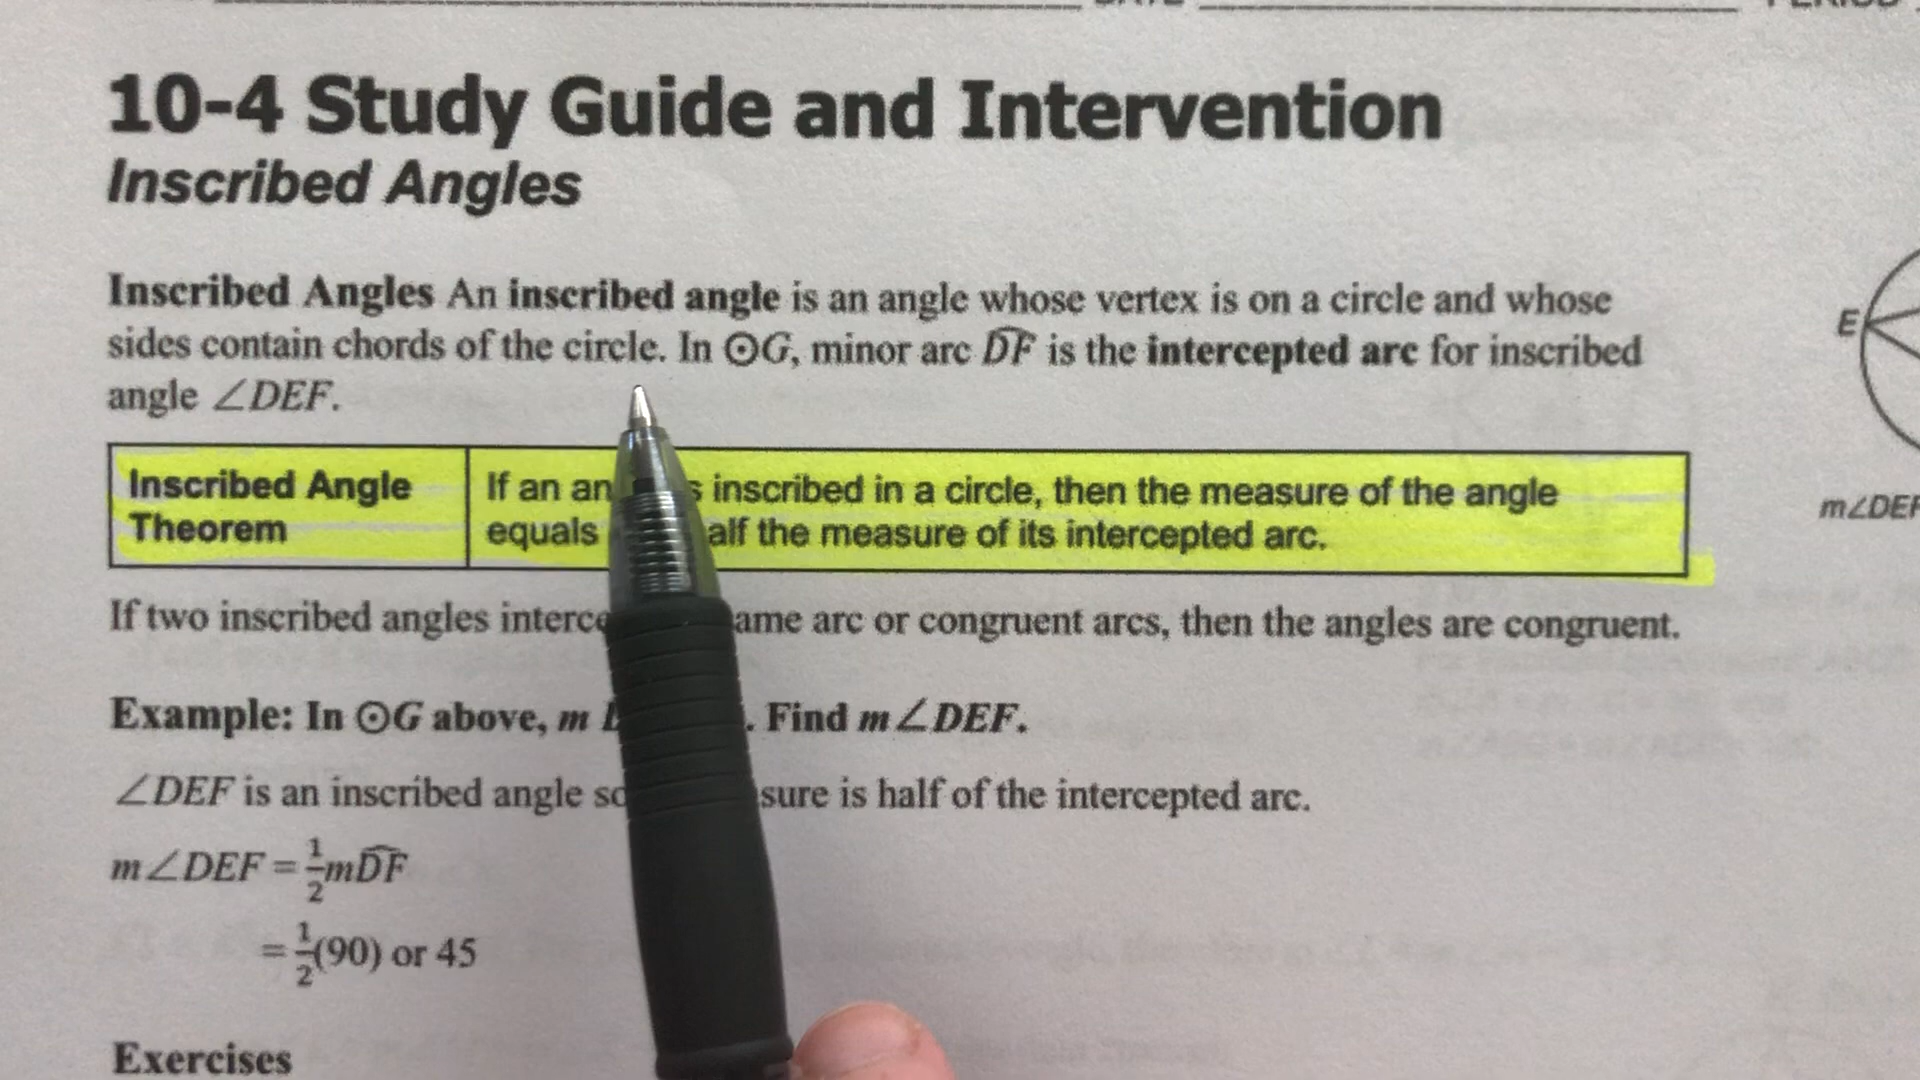 10-4 Study Guide and Intervention
Inscribed Angles
Inscribed Angles An inscribed angle is an angle whose vertex is on a circle and whose
sides contain chords of the circle. In ⊙G, minor arc D͡F is the intercepted arc for inscribed
angle ∠DEF.
E
Inscribed Angle
Theorem
If an an s inscribed in a circle, then the measure of the angle
equals alf the measure of its intercepted arc.
m∠DEF
If two inscribed angles interce ame arc or congruent arcs, then the angles are congruent.
Example: In ⊙G above, m . Find m∠DEF.
∠DEF is an inscribed angle so sure is half of the intercepted arc.
m∠DEF = 1/2 mD͡F
= 1/2(90) or 45
Exercises